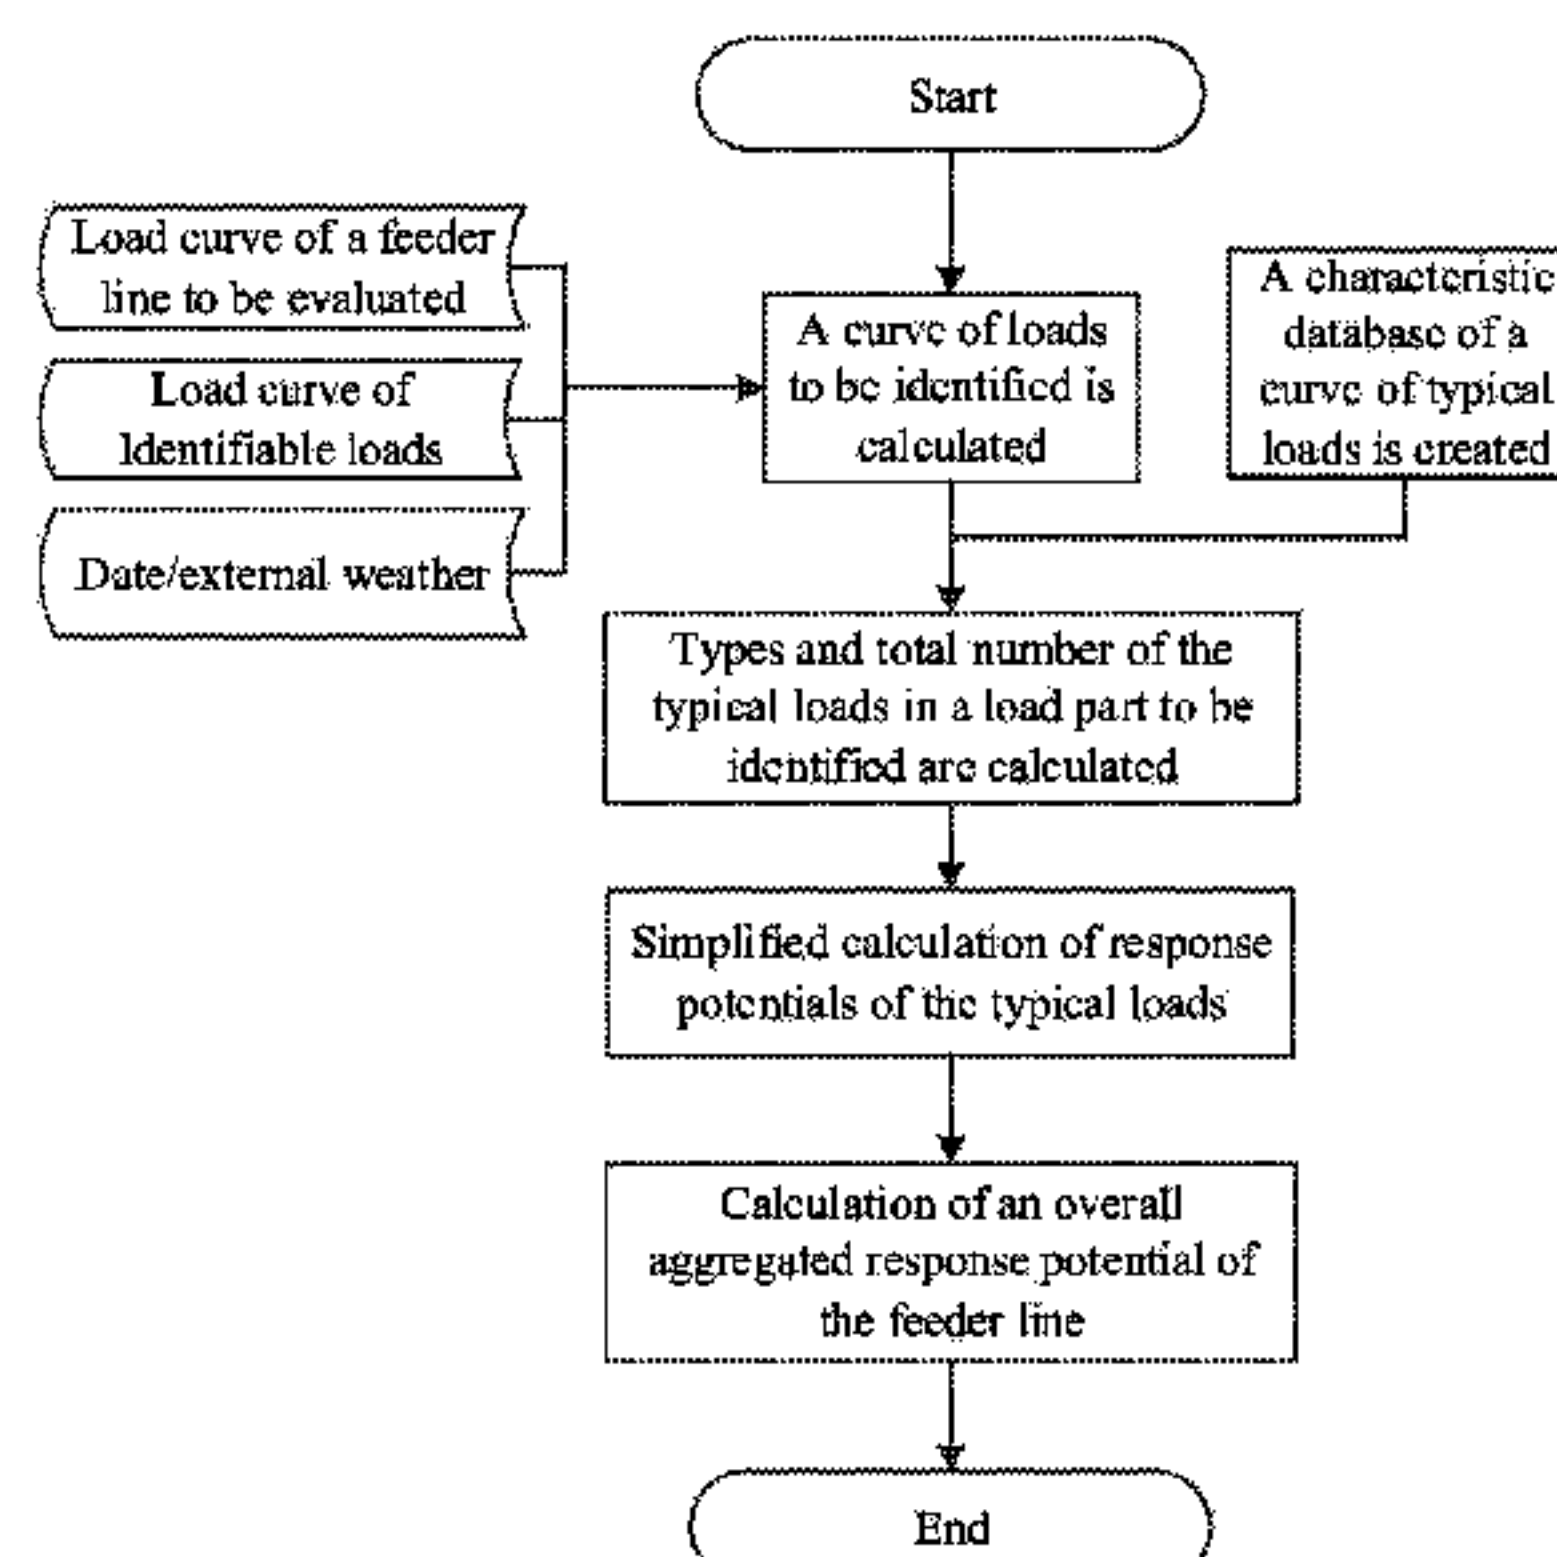 Start
Load curve of a feeder
line to be evaluated
Load curve of
Identifiable loads
Date/external weather
A curve of loads
to be identified is
calculated
A characteristic
database of a
curve of typical
loads is created
Types and total number of the
typical loads in a load part to be
identified are calculated
Simplified calculation of response
potentials of the typical loads
Calculation of an overall
aggregated response potential of
the feeder line
End